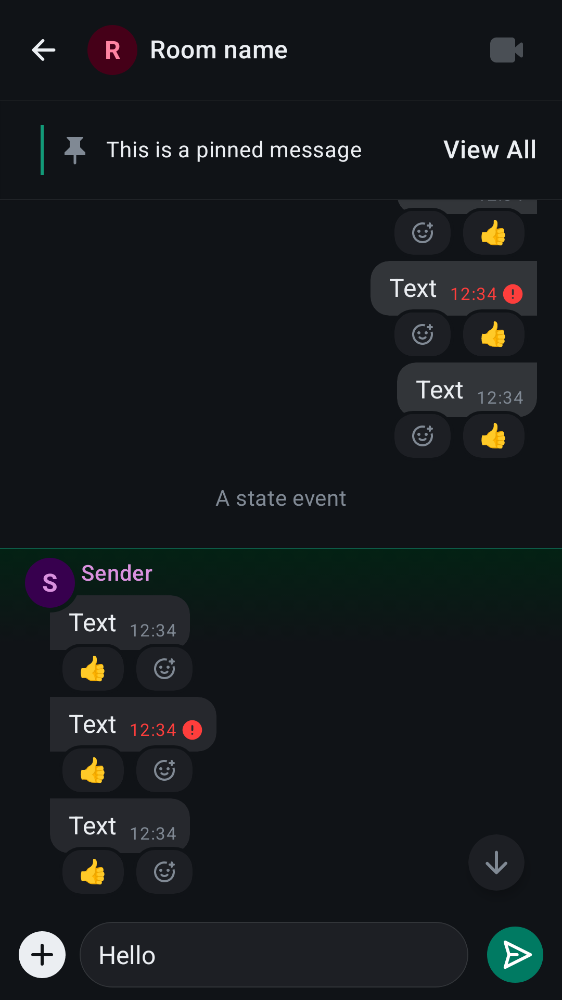 R Room name
This is a pinned message View All
Text 12:34
Text 12:34
A state event
S Sender
Text 12:34
Text 12:34
Text 12:34
Hello